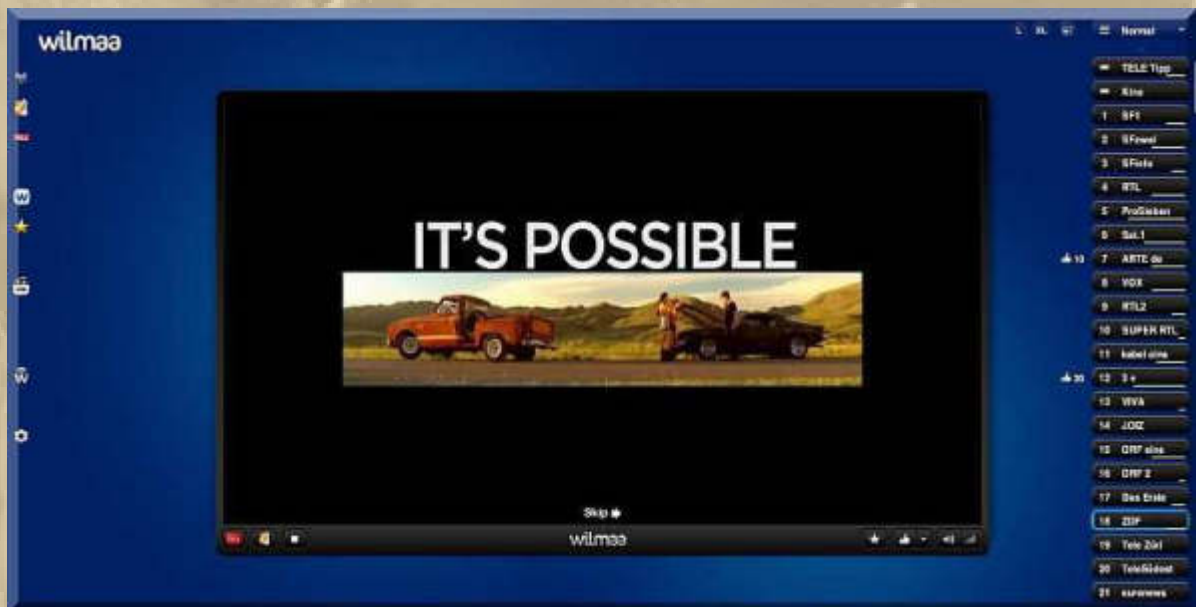 wilmaa
Normal
TELE Tipp
Kino
1 SF1
2 SFzwei
3 SFinfo
4 RTL
5 ProSieben
6 Sat.1
10 7 ARTE de
8 VOX
9 RTL2
10 SUPER RTL
11 kabel eins
12 3+
13 VIVA
14 JOIZ
15 ORF eins
16 ORF 2
17 Das Erste
18 ZDF
19 Tele Züri
20 TeleSüdost
21 euronews
IT'S POSSIBLE
Skip
wilmaa